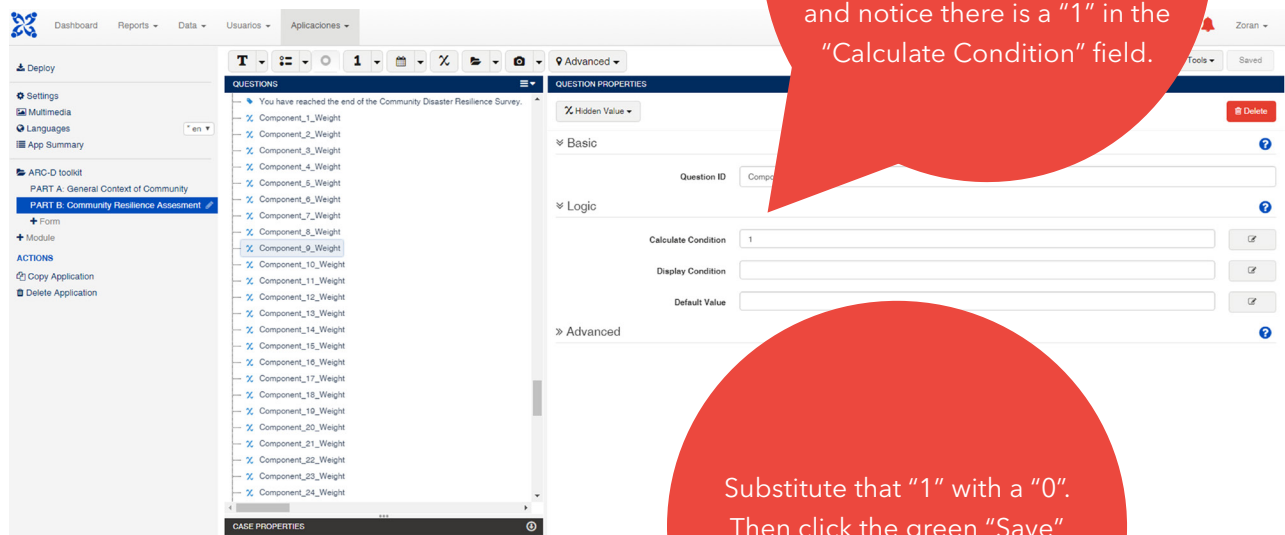 and notice there is a “1” in the
“Calculate Condition” field.
Dashboard Reports Data Usuarios Aplicaciones Zoran
Deploy
Settings
Multimedia
Languages * en
App Summary
ARC-D toolkit
PART A: General Context of Community
PART B: Community Resilience Assesment
Form
Module
ACTIONS
Copy Application
Delete Application
T 1 Advanced Tools Saved
QUESTIONS
You have reached the end of the Community Disaster Resilience Survey.
Component_1_Weight
Component_2_Weight
Component_3_Weight
Component_4_Weight
Component_5_Weight
Component_6_Weight
Component_7_Weight
Component_8_Weight
Component_9_Weight
Component_10_Weight
Component_11_Weight
Component_12_Weight
Component_13_Weight
Component_14_Weight
Component_15_Weight
Component_16_Weight
Component_17_Weight
Component_18_Weight
Component_19_Weight
Component_20_Weight
Component_21_Weight
Component_22_Weight
Component_23_Weight
Component_24_Weight
CASE PROPERTIES
QUESTION PROPERTIES
Hidden Value Delete
Basic
Question ID
Logic
Calculate Condition 1
Display Condition
Default Value
Advanced
Substitute that “1” with a “0”.
Then click the green “Save”